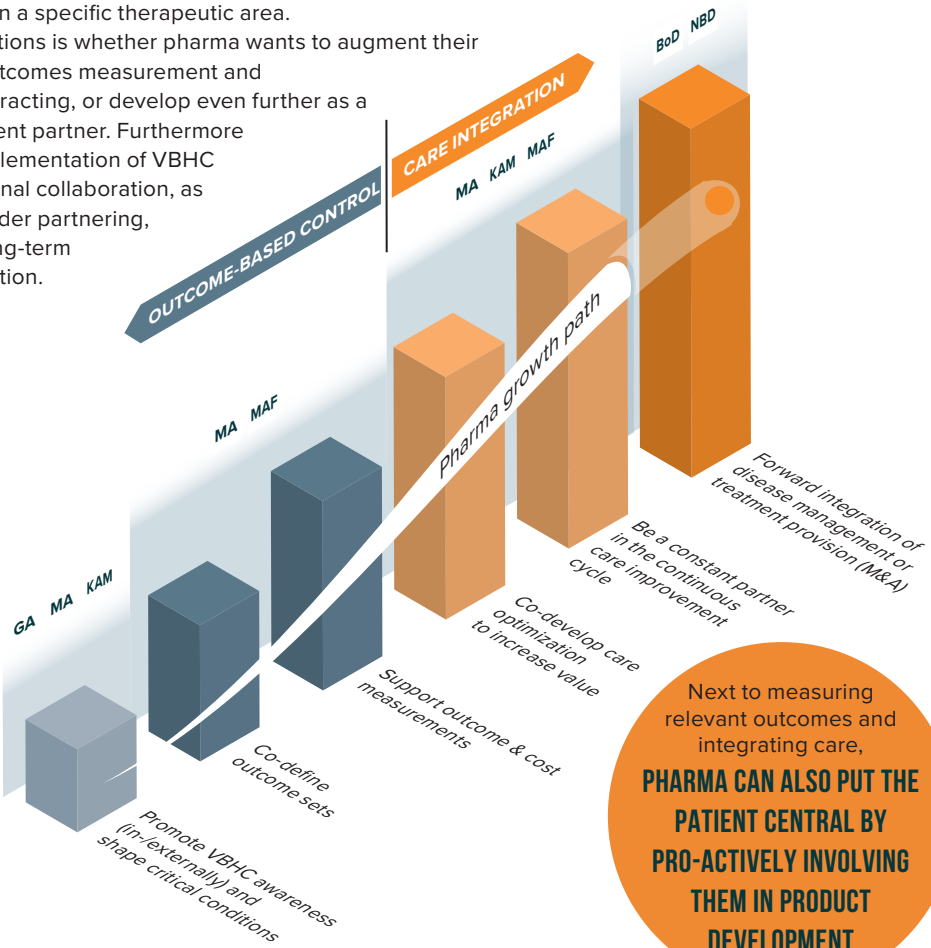 n a specific therapeutic area.
tions is whether pharma wants to augment their
tcomes measurement and
racting, or develop even further as a
ent partner. Furthermore
lementation of VBHC
nal collaboration, as
der partnering,
ng-term
tion.
BoD NBD
CARE INTEGRATION
MA KAM MAF
OUTCOME-BASED CONTROL
MA MAF
GA MA KAM
Pharma growth path
Forward integration of
disease management or
treatment provision (M&A)
Be a constant partner
in the continuous
care improvement
cycle
Co-develop care
optimization
to increase value
Support outcome & cost
measurements
Co-define
outcome sets
Promote VBHC awareness
(in-/externally) and
shape critical conditions
Next to measuring
relevant outcomes and
integrating care,
PHARMA CAN ALSO PUT THE
PATIENT CENTRAL BY
PRO-ACTIVELY INVOLVING
THEM IN PRODUCT
DEVELOPMENT